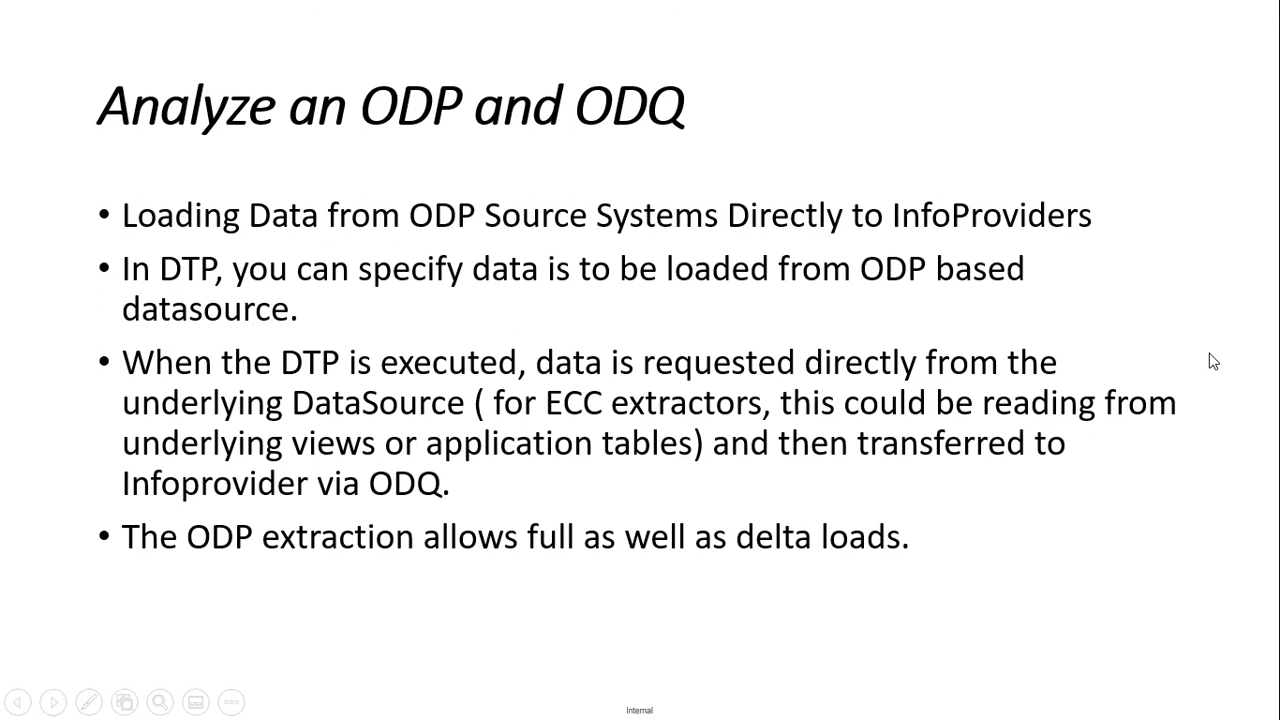 Analyze an ODP and ODQ
• Loading Data from ODP Source Systems Directly to InfoProviders
• In DTP, you can specify data is to be loaded from ODP based
datasource.
• When the DTP is executed, data is requested directly from the
underlying DataSource ( for ECC extractors, this could be reading from
underlying views or application tables) and then transferred to
Infoprovider via ODQ.
• The ODP extraction allows full as well as delta loads.
Internal